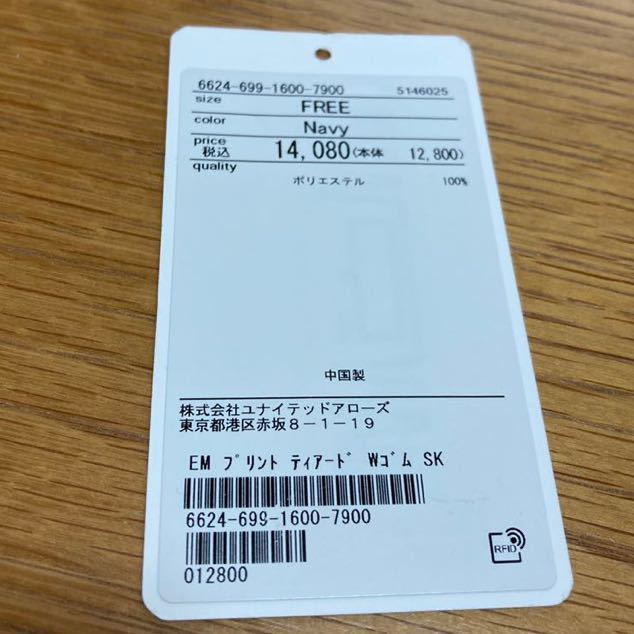 6624-699-1600-7900 5146025
size FREE
color Navy
price 税込 14,080(本体 12,800)
quality
ポリエステル 100%
中国製
株式会社ユナイテッドアローズ
東京都港区赤坂8-1-19
EM ﾌﾟﾘﾝﾄ ﾃｨｱｰﾄﾞ Wｺﾞﾑ SK
6624-699-1600-7900
012800
RFID